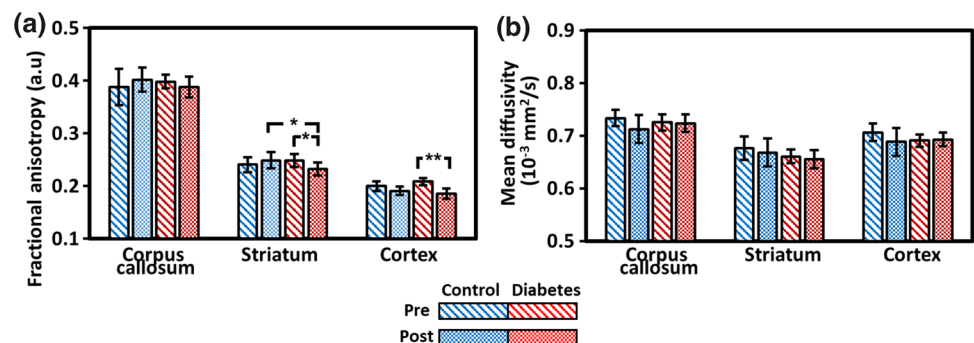 (a)
Fractional anisotropy (a.u)
0.5
0.4
0.3
0.2
0.1
*
*
**
Corpus
callosum
Striatum
Cortex
(b)
Mean diffusivity
(10⁻³ mm²/s)
0.9
0.8
0.7
0.6
0.5
Corpus
callosum
Striatum
Cortex
Control Diabetes
Pre
Post